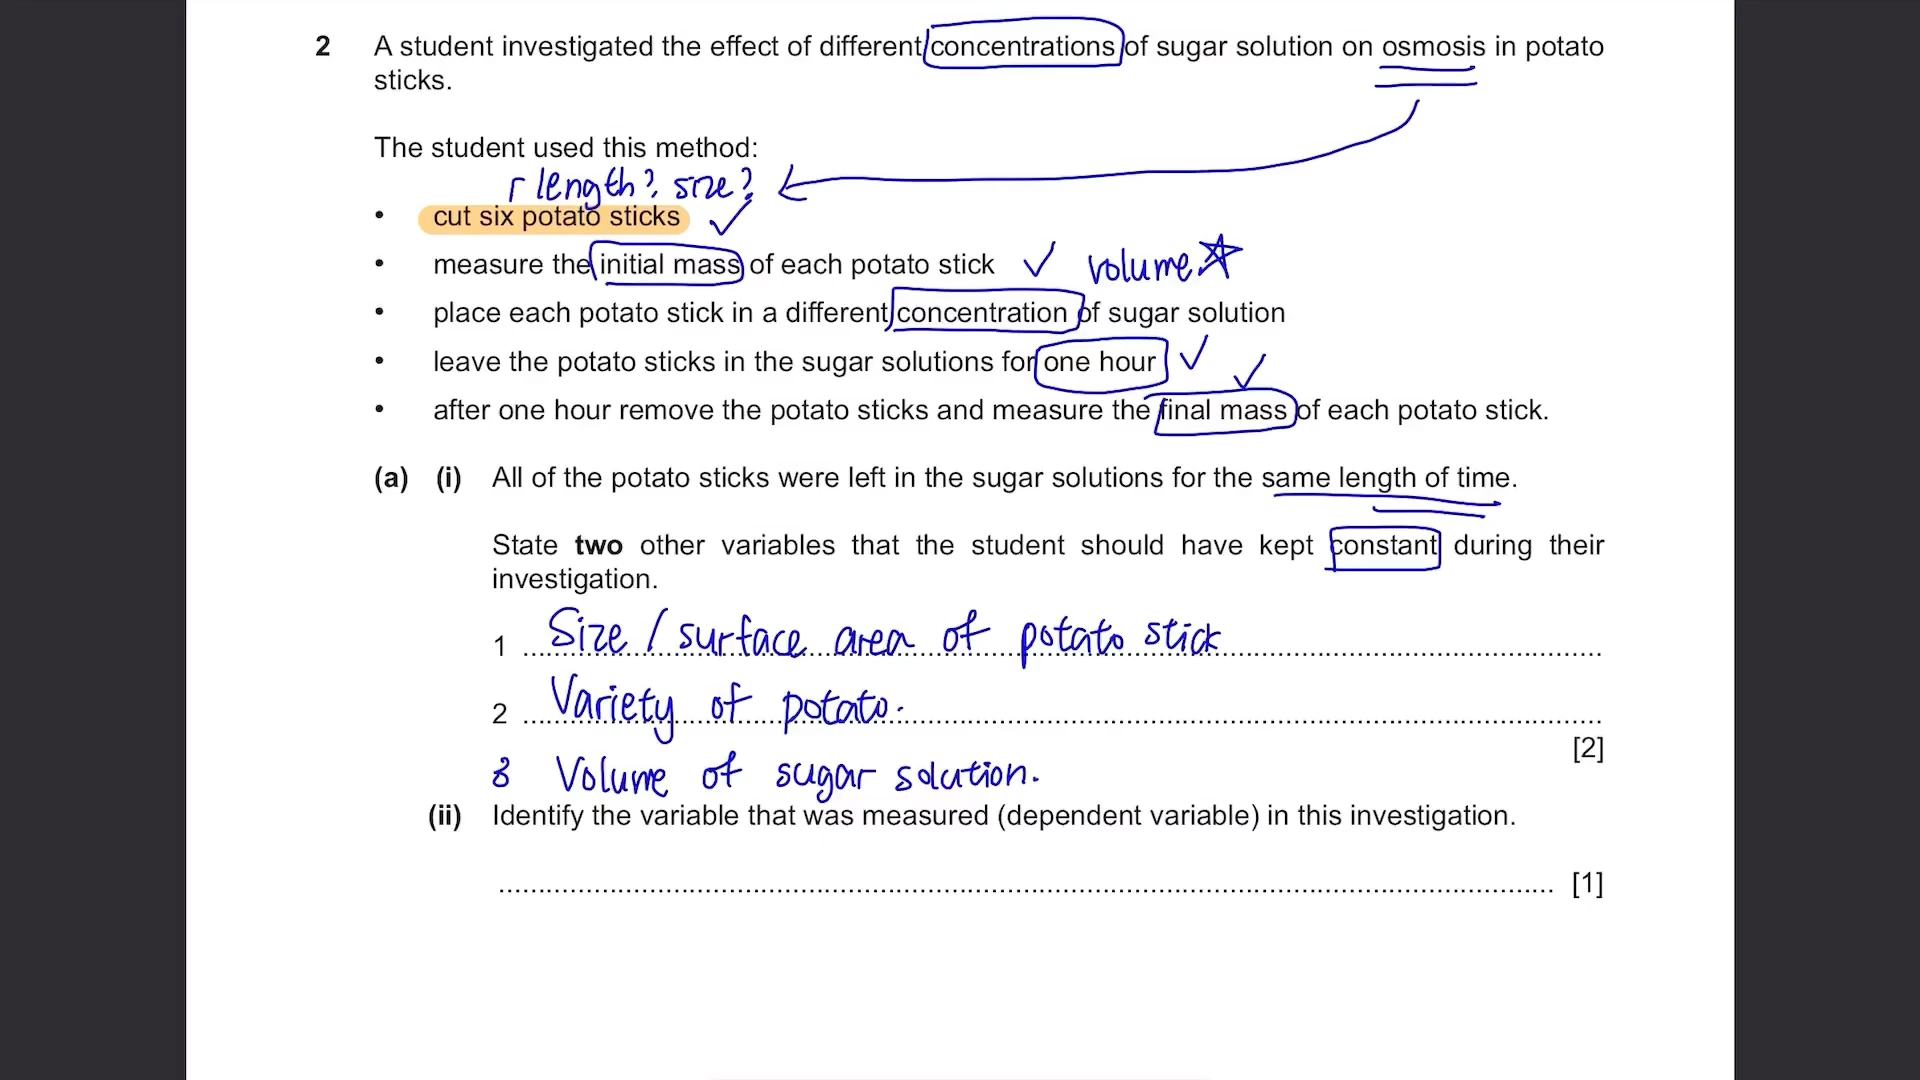 2 A student investigated the effect of different concentrations of sugar solution on osmosis in potato
sticks.
The student used this method:
length? size?
• cut six potato sticks
• measure the initial mass of each potato stick volume
• place each potato stick in a different concentration of sugar solution
• leave the potato sticks in the sugar solutions for one hour
• after one hour remove the potato sticks and measure the final mass of each potato stick.
(a) (i) All of the potato sticks were left in the sugar solutions for the same length of time.
State two other variables that the student should have kept constant during their
investigation.
1 Size / surface area of potato stick
2 Variety of potato.
[2]
3 Volume of sugar solution.
(ii) Identify the variable that was measured (dependent variable) in this investigation.
[1]